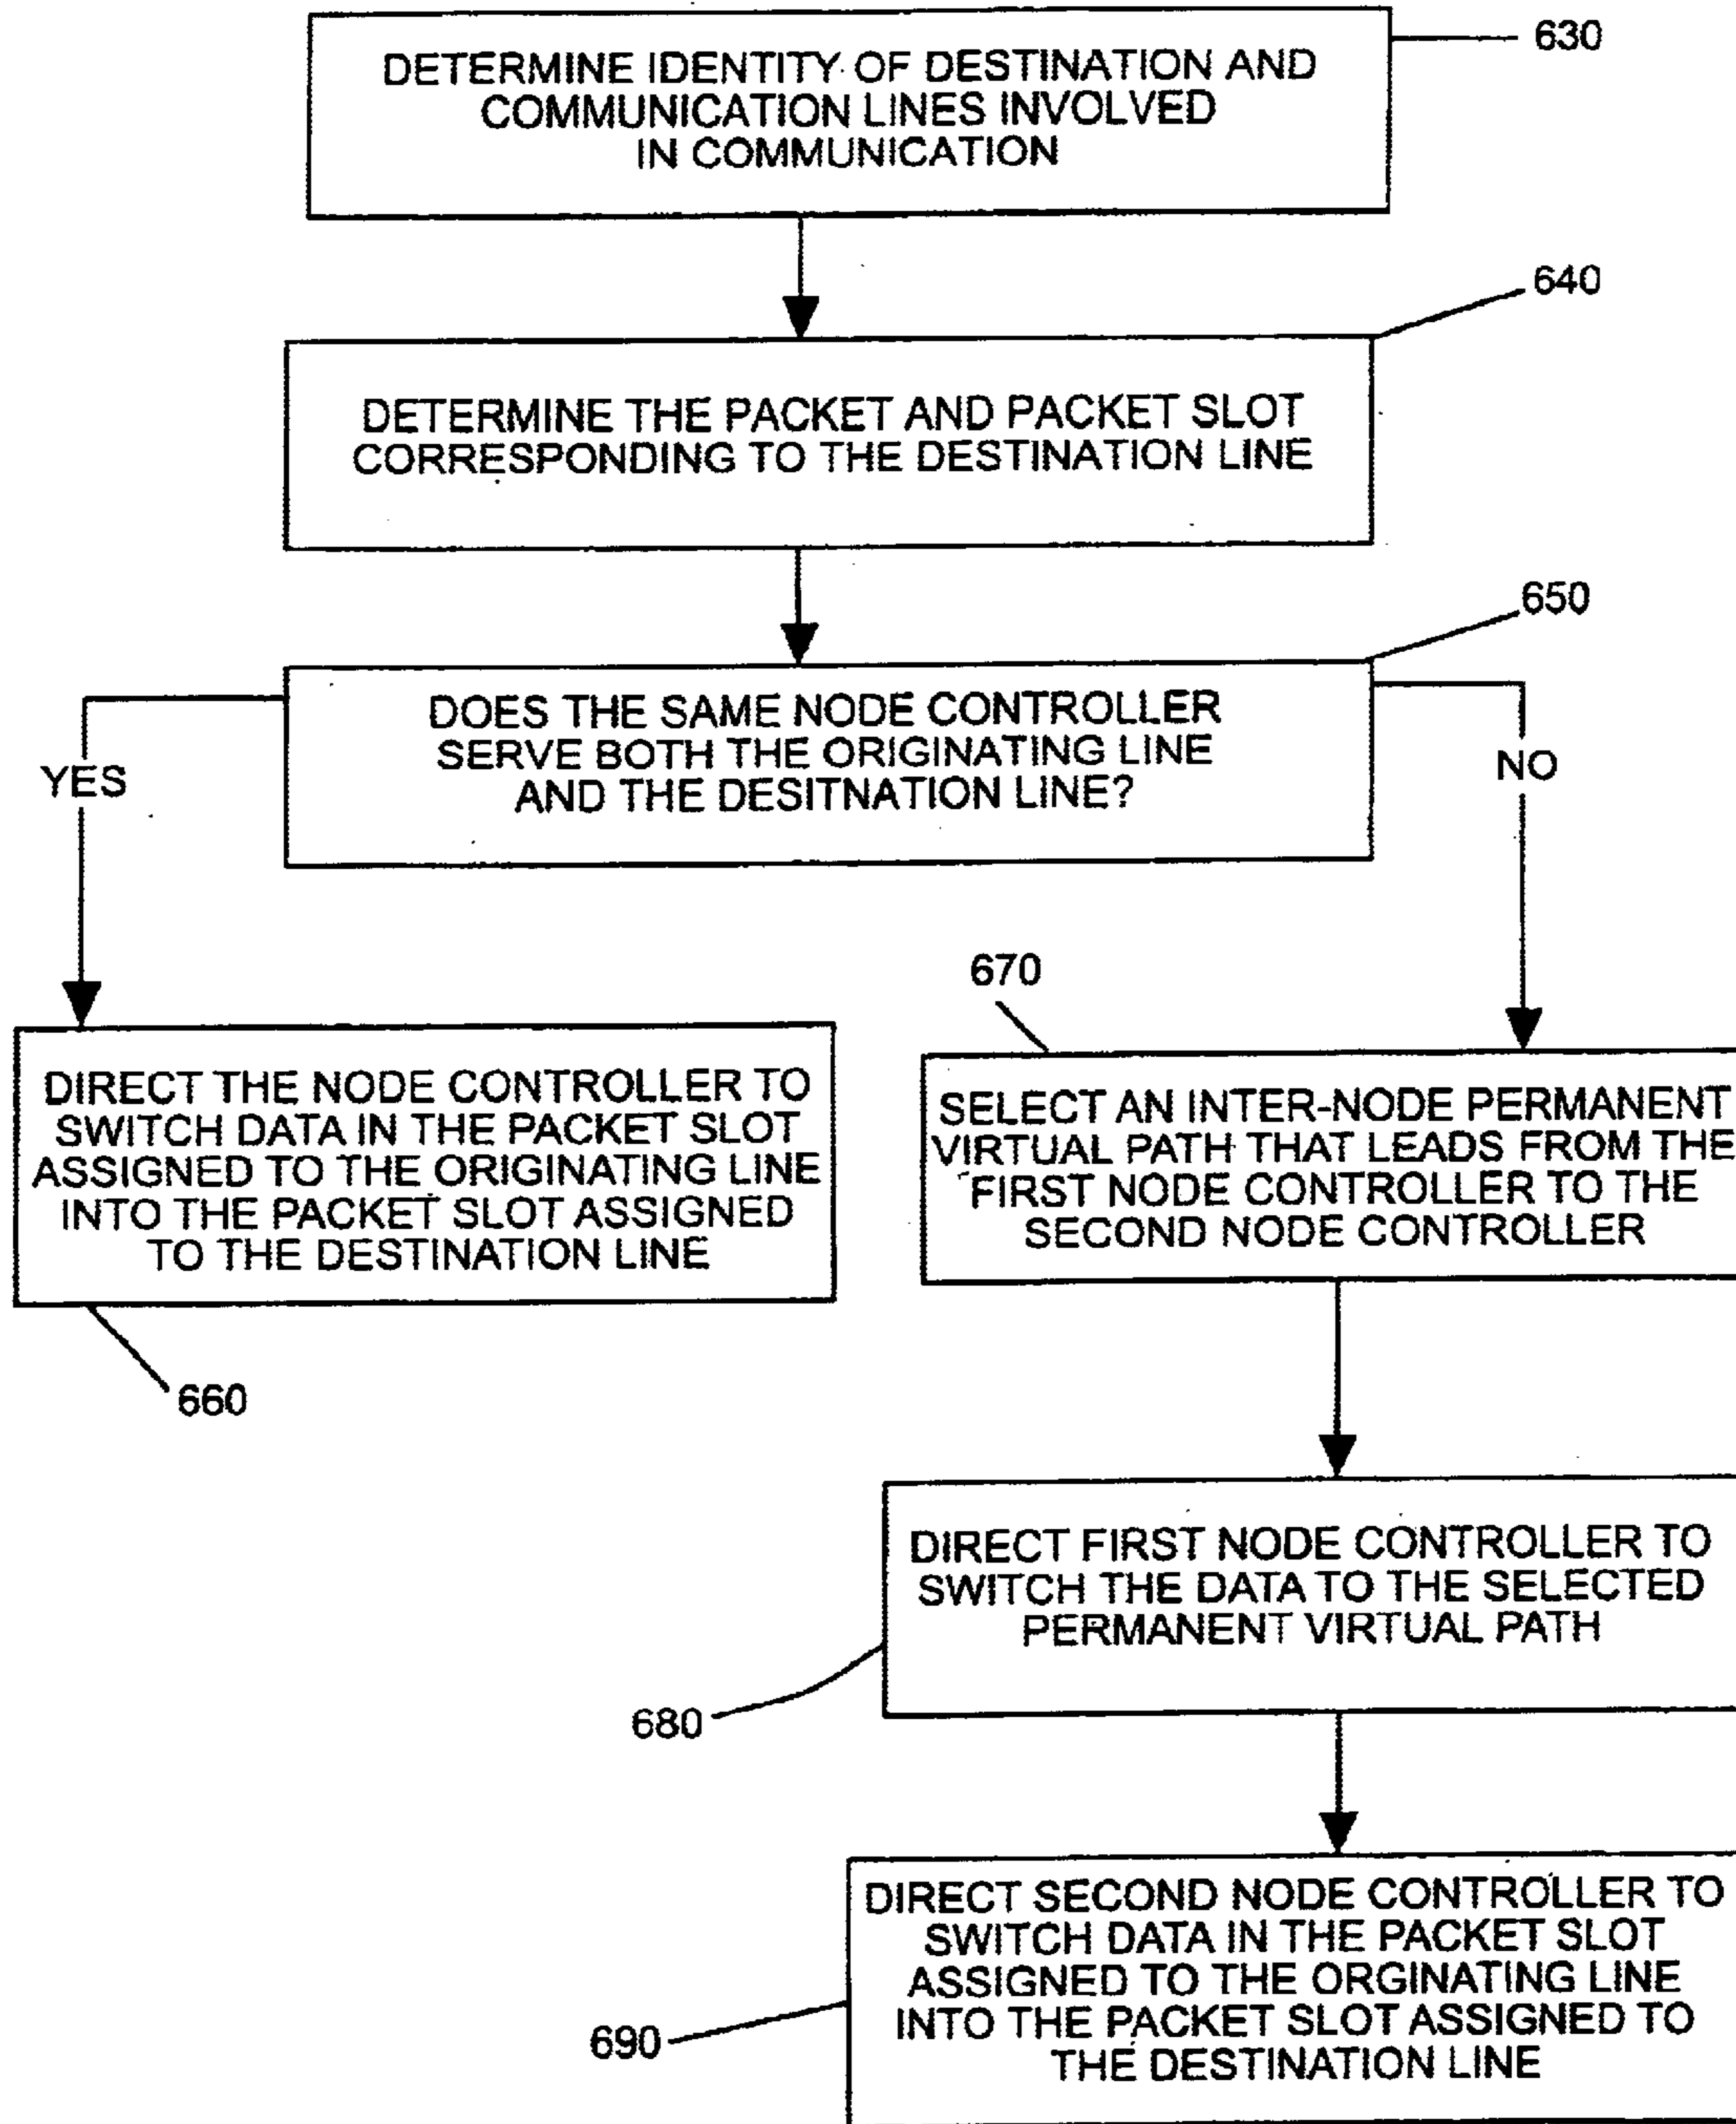 630
DETERMINE IDENTITY OF DESTINATION AND
COMMUNICATION LINES INVOLVED
IN COMMUNICATION
640
DETERMINE THE PACKET AND PACKET SLOT
CORRESPONDING TO THE DESTINATION LINE
650
DOES THE SAME NODE CONTROLLER
SERVE BOTH THE ORIGINATING LINE
AND THE DESITNATION LINE?
YES
NO
670
DIRECT THE NODE CONTROLLER TO
SWITCH DATA IN THE PACKET SLOT
ASSIGNED TO THE ORIGINATING LINE
INTO THE PACKET SLOT ASSIGNED
TO THE DESTINATION LINE
660
SELECT AN INTER-NODE PERMANENT
VIRTUAL PATH THAT LEADS FROM THE
FIRST NODE CONTROLLER TO THE
SECOND NODE CONTROLLER
DIRECT FIRST NODE CONTROLLER TO
SWITCH THE DATA TO THE SELECTED
PERMANENT VIRTUAL PATH
680
DIRECT SECOND NODE CONTROLLER TO
SWITCH DATA IN THE PACKET SLOT
ASSIGNED TO THE ORGINATING LINE
INTO THE PACKET SLOT ASSIGNED TO
THE DESTINATION LINE
690